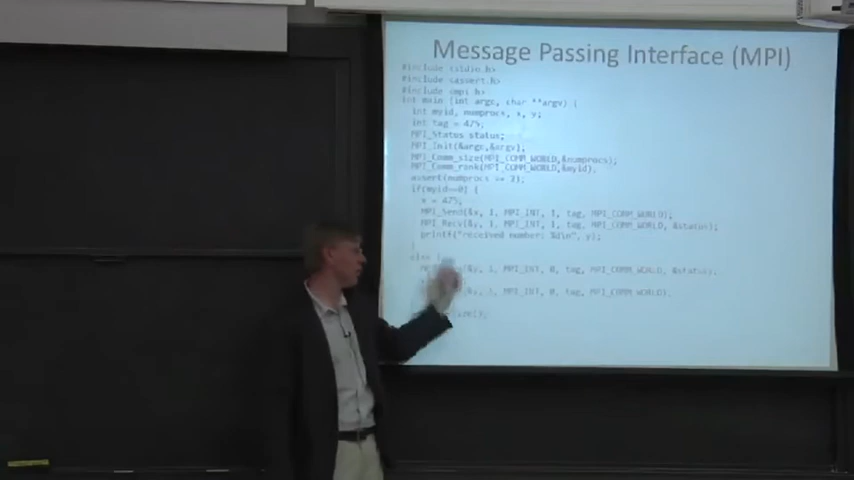 Message Passing Interface (MPI)
#include <stdio.h>
#include <assert.h>
#include <mpi.h>
int main (int argc, char **argv) {
int myid, numprocs, x, y;
int tag = 475;
MPI_Status status;
MPI_Init(&argc,&argv);
MPI_Comm_size(MPI_COMM_WORLD,&numprocs);
MPI_Comm_rank(MPI_COMM_WORLD,&myid);
assert(numprocs == 2);
if(myid==0) {
x = 475;
MPI_Send(&x, 1, MPI_INT, 1, tag, MPI_COMM_WORLD);
MPI_Recv(&y, 1, MPI_INT, 1, tag, MPI_COMM_WORLD, &status);
printf("received number: %d\n", y);
}
else {
(&y, 1, MPI_INT, 0, tag, MPI_COMM_WORLD, &status);
MPI_INT, 0, tag, MPI_COMM_WORLD);